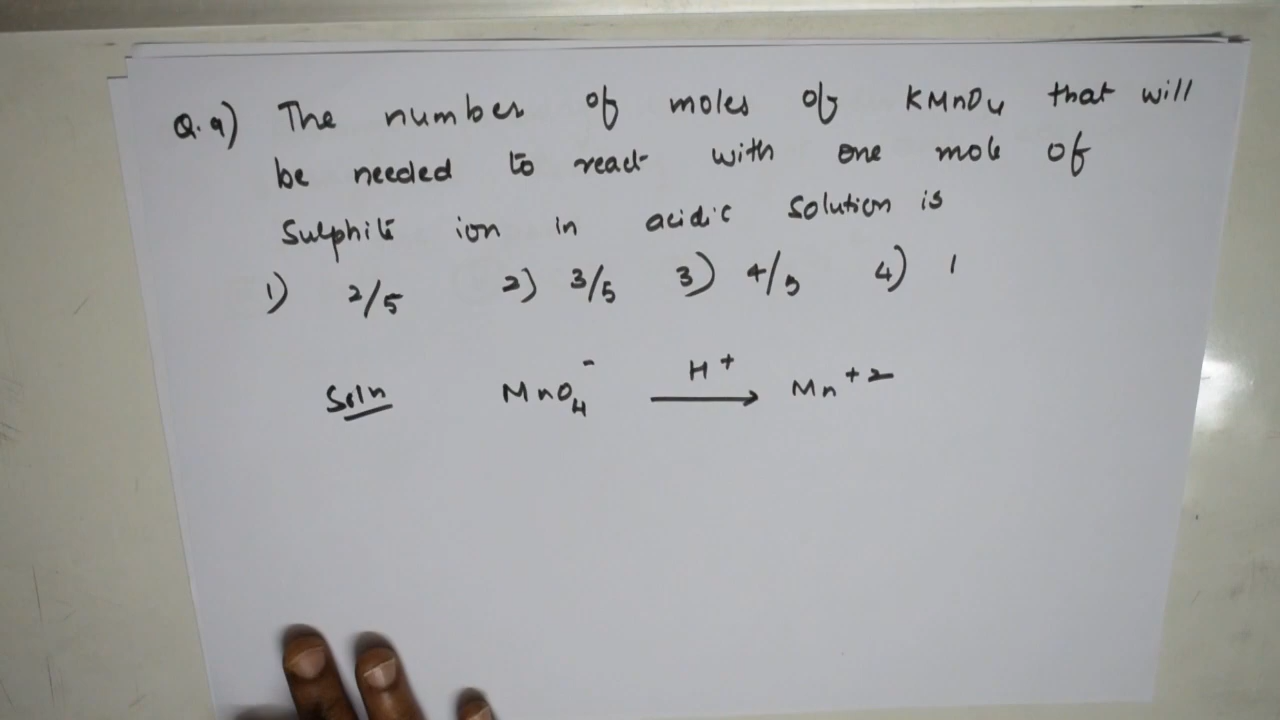 Q.9) The number of moles of KMnO4 that will
be needed to react with one mole of
Sulphite ion in acidic solution is
1) 2/5 2) 3/5 3) 4/5 4) 1
Soln MnO4⁻ H⁺ → Mn⁺²